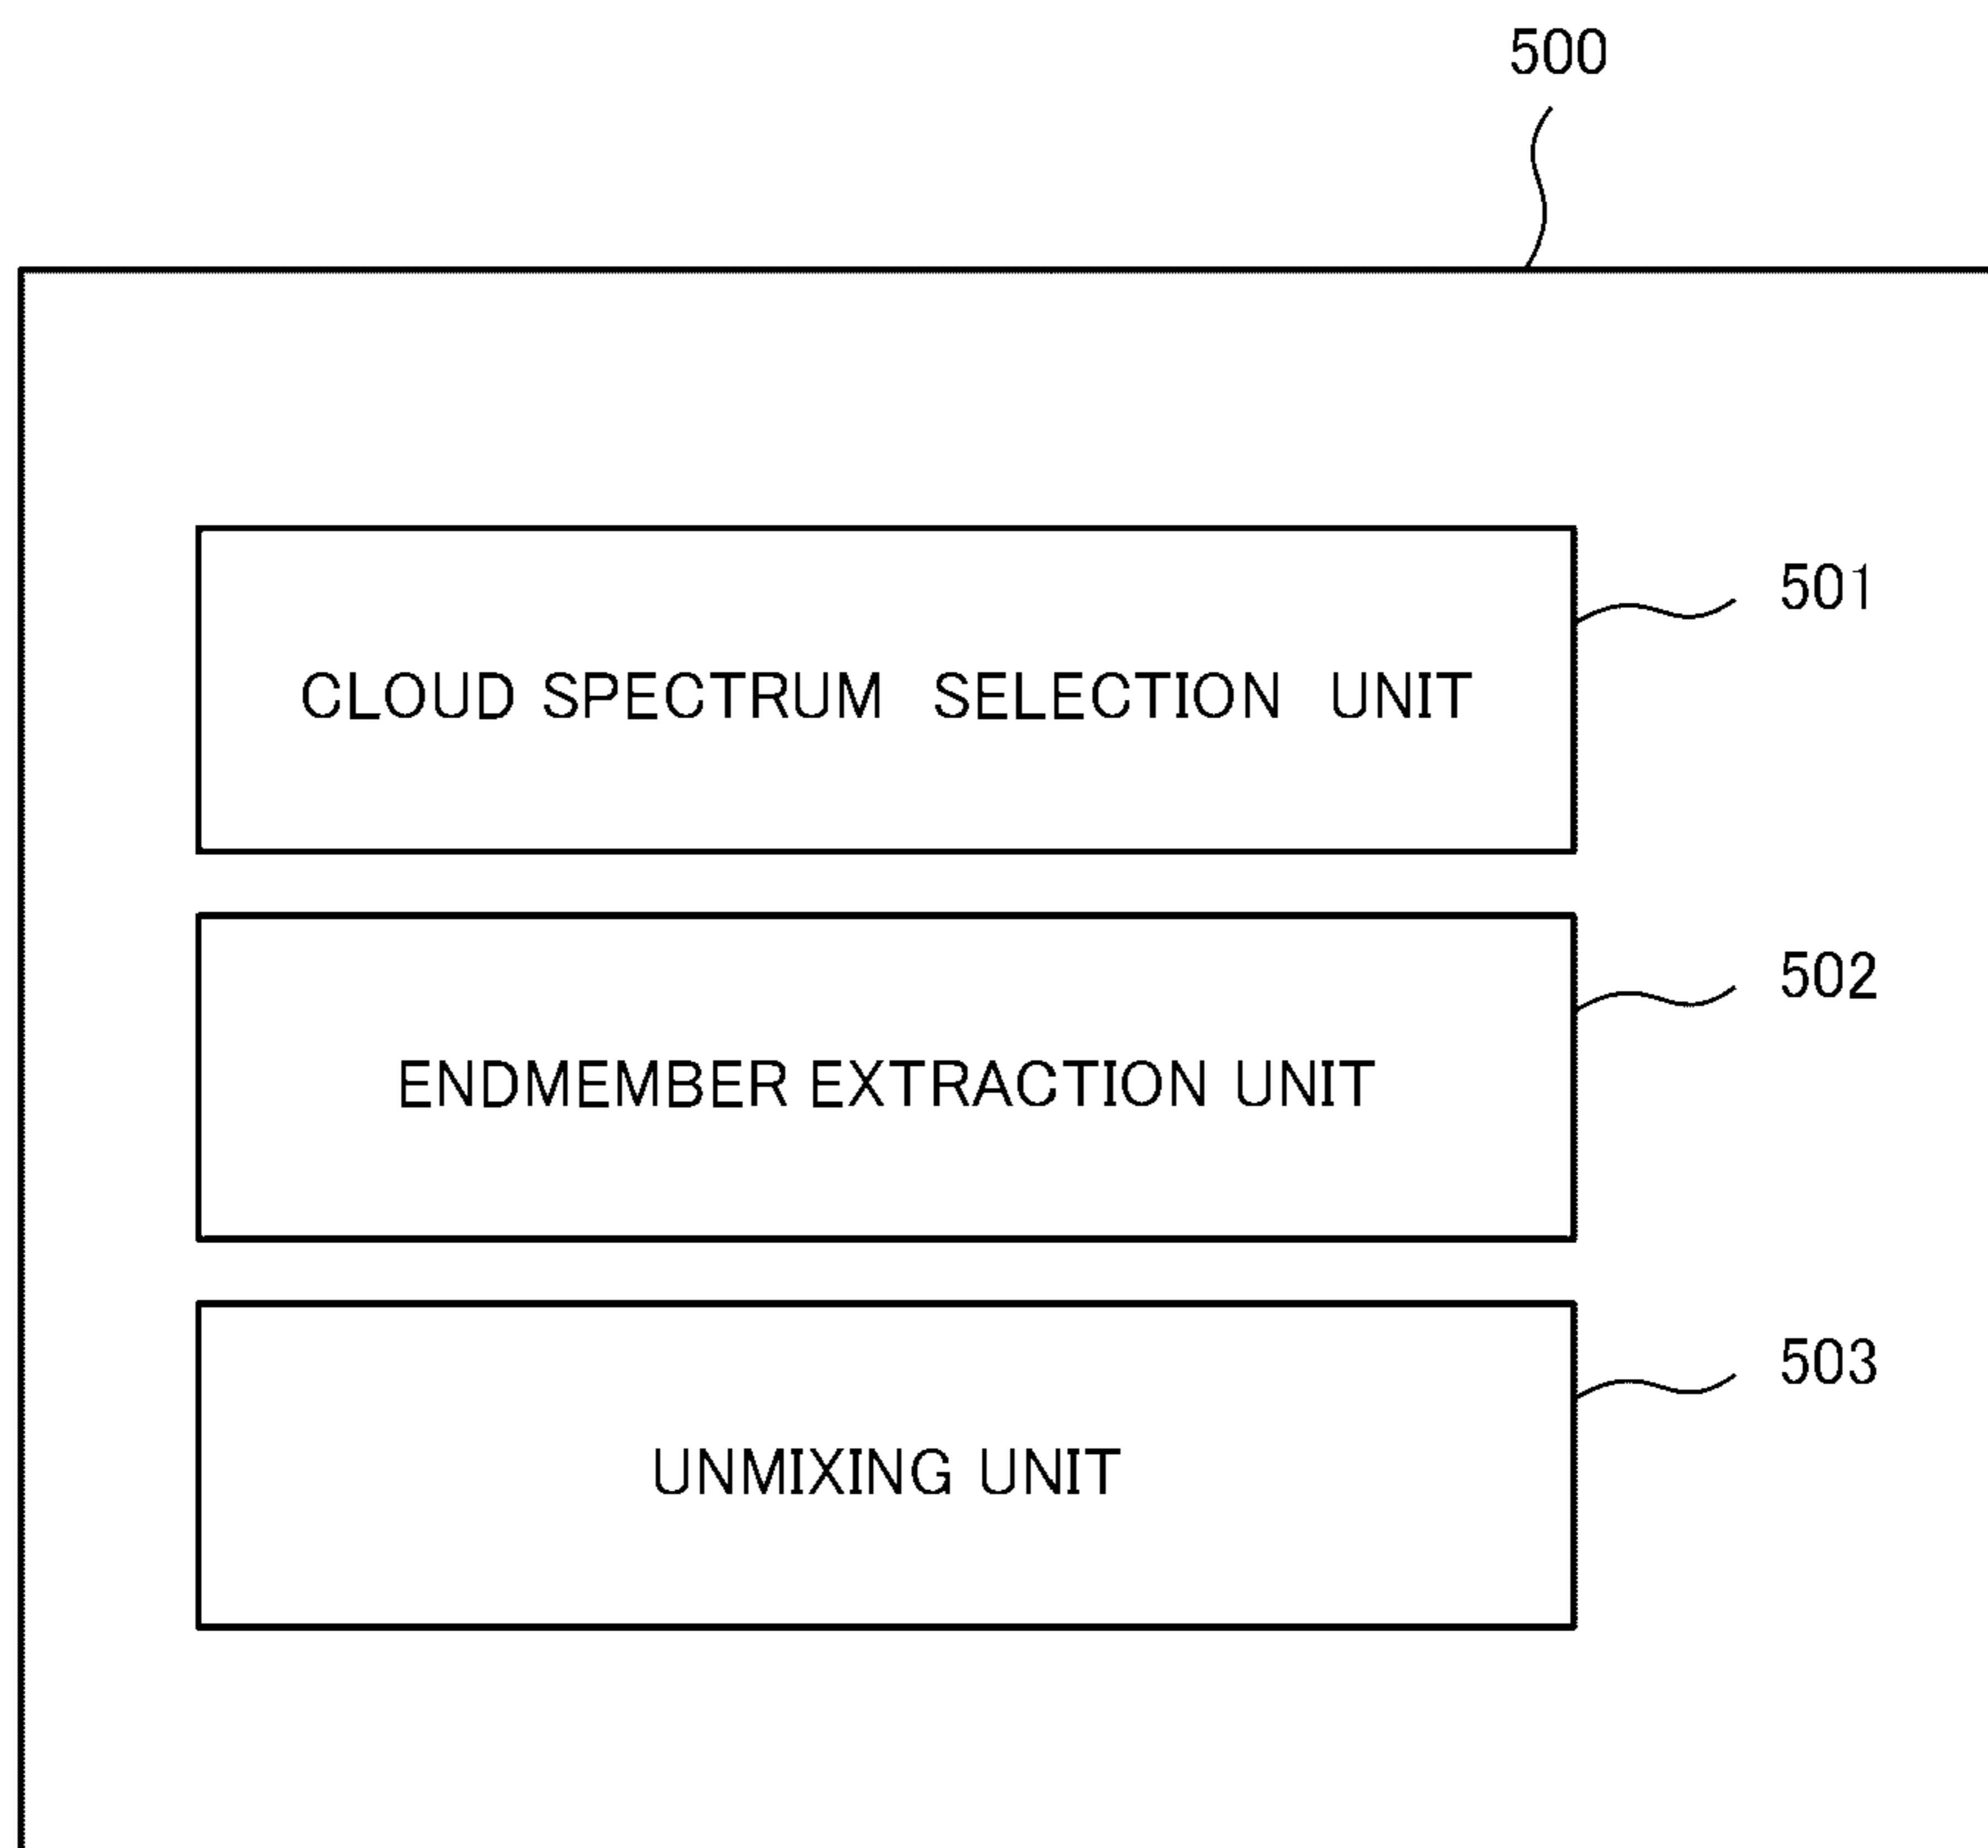 500
CLOUD SPECTRUM SELECTION UNIT
501
ENDMEMBER EXTRACTION UNIT
502
UNMIXING UNIT
503